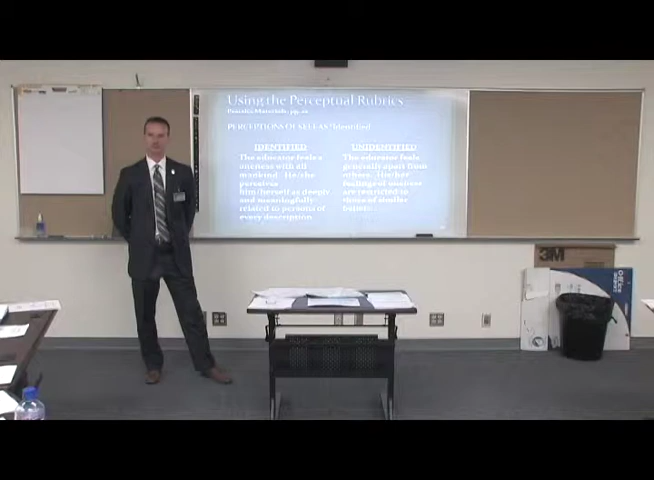 Using the Perceptual Rubrics
PERCEPTIONS OF SELF AS "Identified
IDENTIFIED
The educator feels a
oneness with all
mankind. He/she
perceives
him/herself as deeply
and meaningfully
related to persons of
every description
UNIDENTIFIED
The educator feels
generally apart from
others. His/her
feelings of oneness
are restricted to
those of similar
3M
Office